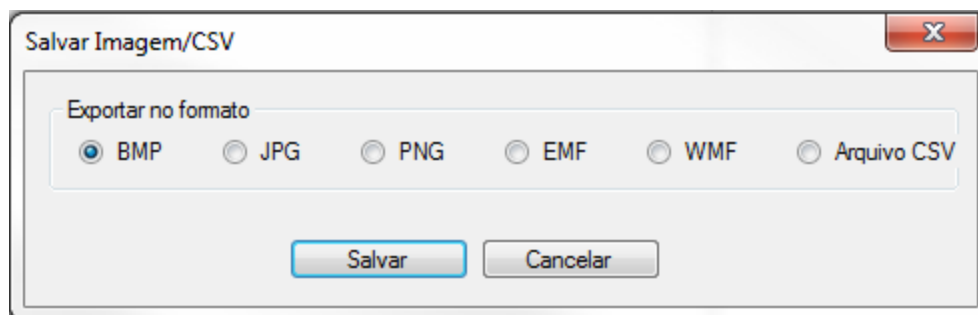 Salvar Imagem/CSV
Exportar no formato
BMP JPG PNG EMF WMF Arquivo CSV
Salvar Cancelar